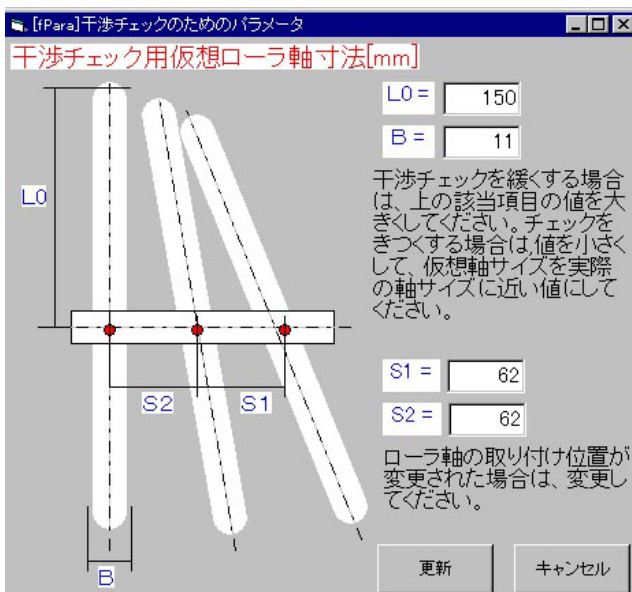 [fPara]干渉チェックのためのパラメータ
干渉チェック用仮想ローラ軸寸法[mm]
L0 = 150
B = 11
干渉チェックを緩くする場合
は、上の該当項目の値を大
きくしてください。チェックを
きつくする場合は,値を小さく
して、仮想軸サイズを実際
の軸サイズに近い値にして
ください。
L0
S2 S1
B
S1 = 62
S2 = 62
ローラ軸の取り付け位置が
変更された場合は、変更し
てください。
更新 キャンセル